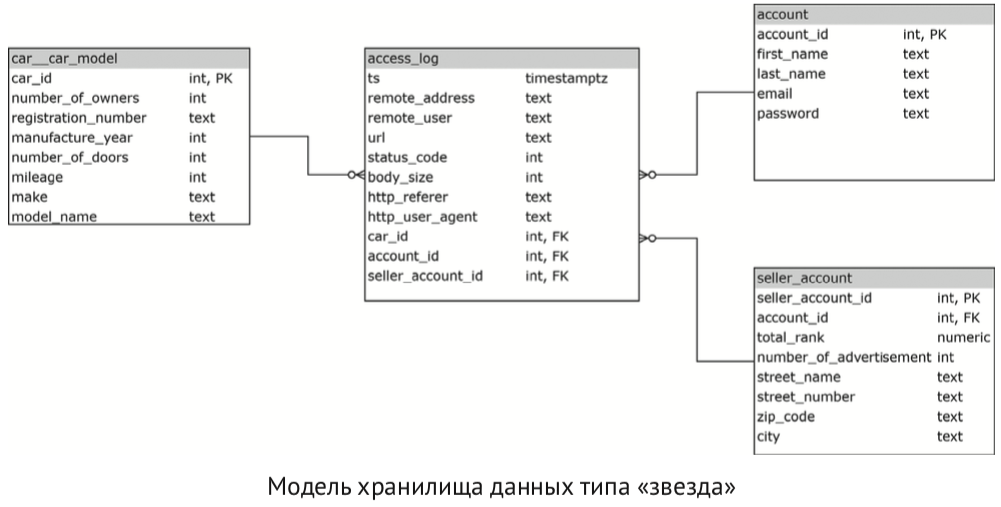 car__car_model
car_id int, PK
number_of_owners int
registration_number text
manufacture_year int
number_of_doors int
mileage int
make text
model_name text
access_log
ts timestamptz
remote_address text
remote_user text
url text
status_code int
body_size int
http_referer text
http_user_agent text
car_id int, FK
account_id int, FK
seller_account_id int, FK
account
account_id int, PK
first_name text
last_name text
email text
password text
seller_account
seller_account_id int, PK
account_id int, FK
total_rank numeric
number_of_advertisement int
street_name text
street_number text
zip_code text
city text
Модель хранилища данных типа «звезда»